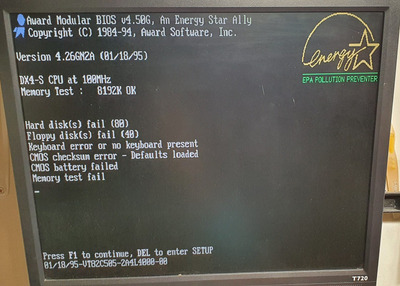 Award Modular BIOS v4.50G, An Energy Star Ally
Copyright (C) 1984-94, Award Software, Inc.
energy
EPA POLLUTION PREVENTER
Version 4.26GN2A (01/18/95)
DX4-S CPU at 100MHz
Memory Test : 8192K OK
Hard disk(s) fail (80)
Floppy disk(s) fail (40)
Keyboard error or no keyboard present
CMOS checksum error - Defaults loaded
CMOS battery failed
Memory test fail
_
Press F1 to continue, DEL to enter SETUP
01/18/95-VT82C505-2A4L4000-00
T720